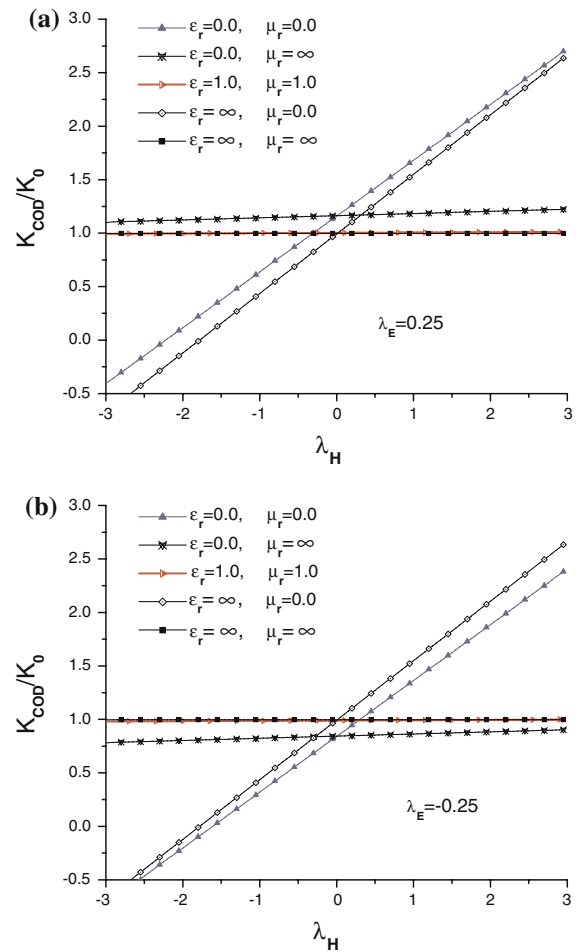 (a)
ε_r=0.0, μ_r=0.0
ε_r=0.0, μ_r=∞
ε_r=1.0, μ_r=1.0
ε_r=∞, μ_r=0.0
ε_r=∞, μ_r=∞
K_COD/K_0
3.0
2.5
2.0
1.5
1.0
0.5
0.0
-0.5
λ_E=0.25
-3 -2 -1 0 1 2 3
λ_H
(b)
ε_r=0.0, μ_r=0.0
ε_r=0.0, μ_r=∞
ε_r=1.0, μ_r=1.0
ε_r=∞, μ_r=0.0
ε_r=∞, μ_r=∞
K_COD/K_0
3.0
2.5
2.0
1.5
1.0
0.5
0.0
-0.5
λ_E=-0.25
-3 -2 -1 0 1 2 3
λ_H